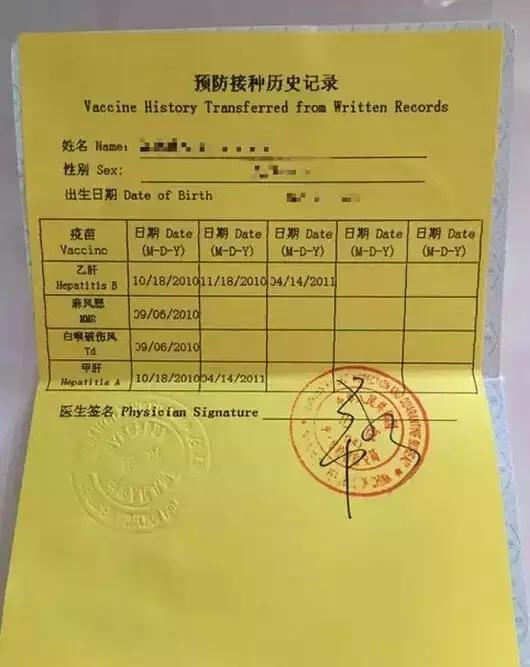 预防接种历史记录
Vaccine History Transferred from Written Records
姓名 Name:
性别 Sex:
出生日期 Date of Birth
疫苗 Vaccine 日期 Date (M-D-Y) 日期 Date (M-D-Y) 日期 Date (M-D-Y) 日期 Date (M-D-Y) 日期 Date (M-D-Y)
乙肝 Hepatitis B 10/18/2010 11/18/2010 04/14/2011
麻风腮 MMR 09/06/2010
白喉破伤风 Td 09/06/2010
甲肝 Hepatitis A 10/18/2010 04/14/2011
医生签名 Physician Signature